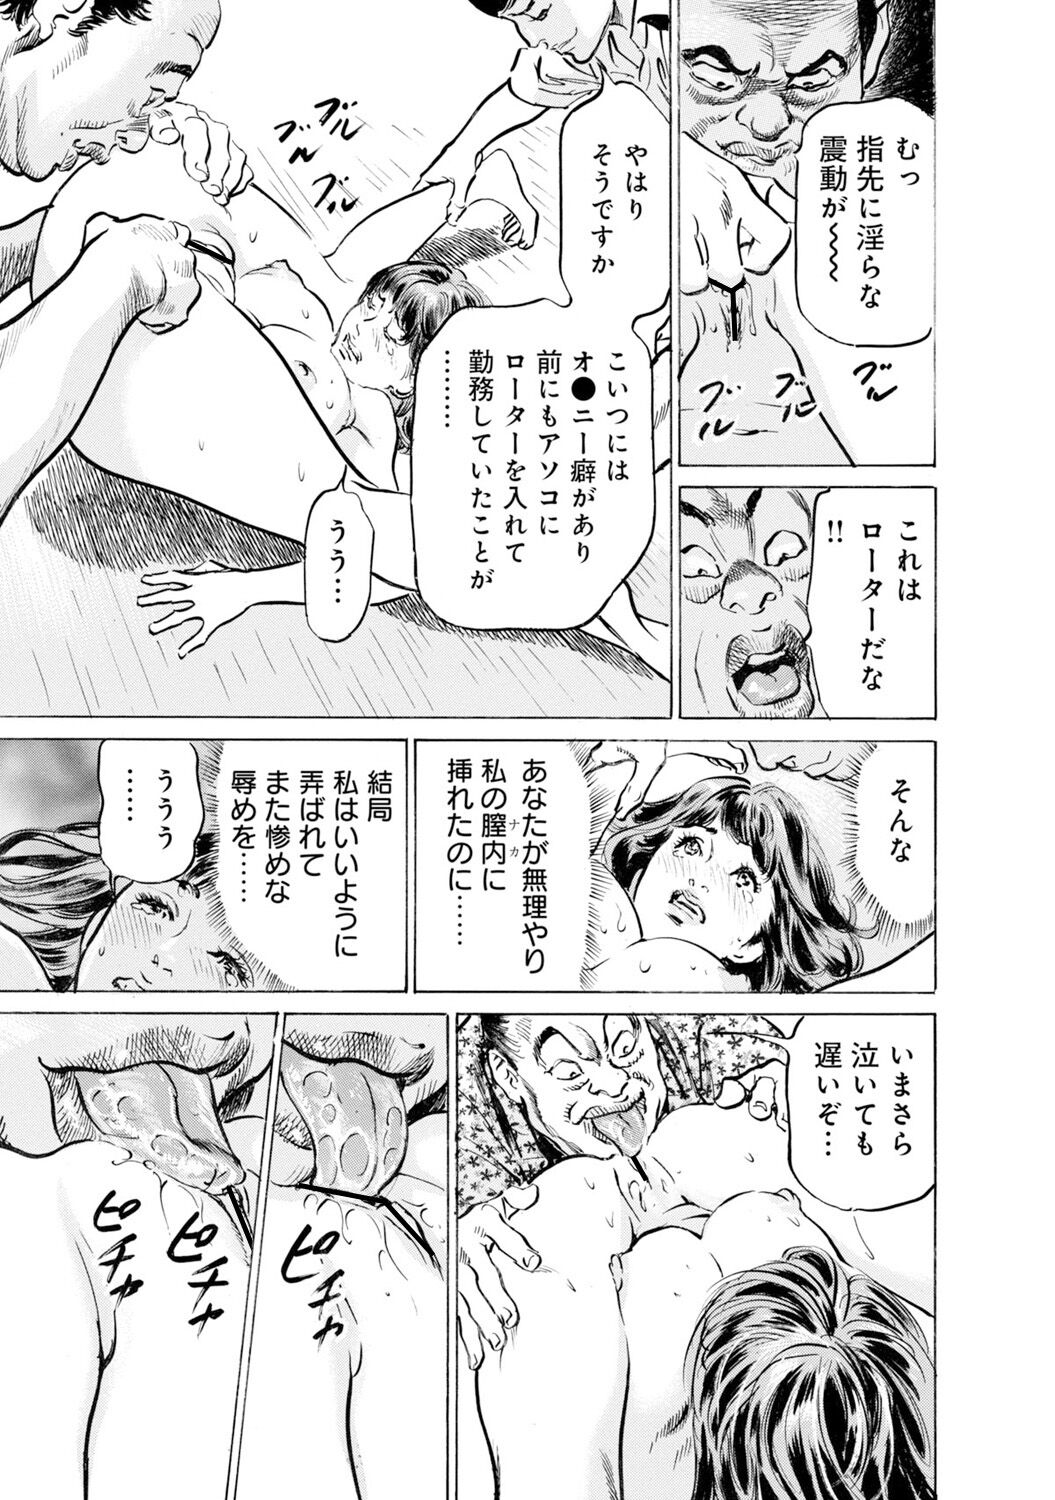 むっ
指先に淫らな
震動が〜〜〜
ブル
ブル
ブル
これは
ローターだな
!!
やはり
そうですか
こいつには
オ●ニー癖があり
前にもアソコに
ローターを入れて
勤務していたことが
………
ブル
ブル
うう…
そんな
あなたが無理やり
私の膣内に
ナカ
挿れたのに……
結局
私はいいように
弄ばれて
また惨めな
辱めを……
ううう
……
いまさら
泣いても
遅いぞ…
ピチャ
ピチャ
ピチャ